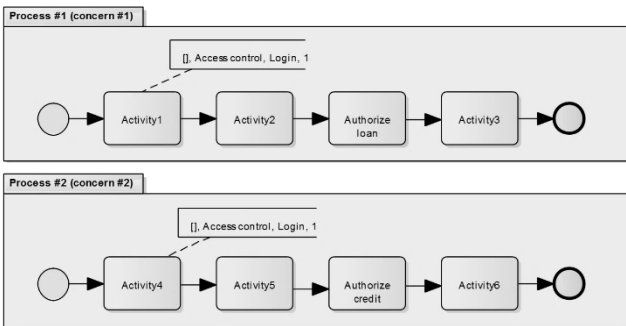 Process #1 (concern #1)
[], Access control, Login, 1
Activity1
Activity2
Authorize
loan
Activity3
Process #2 (concern #2)
[], Access control, Login, 1
Activity4
Activity5
Authorize
credit
Activity6